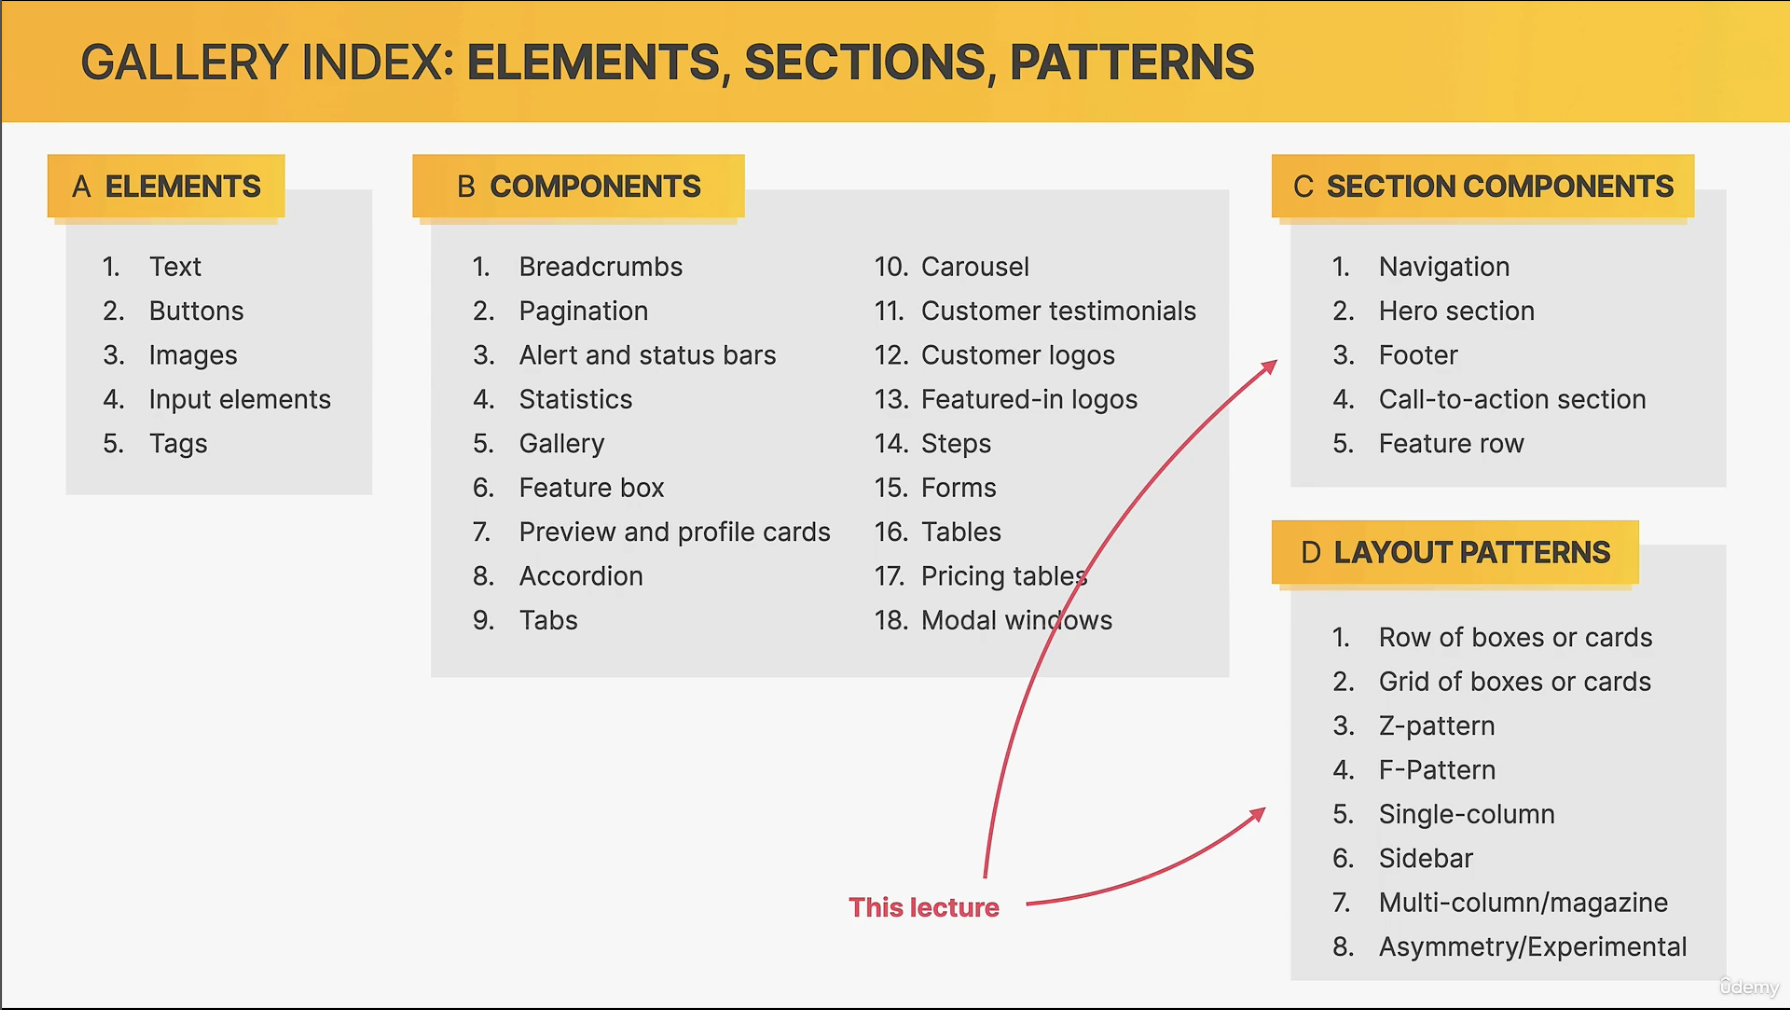 GALLERY INDEX: ELEMENTS, SECTIONS, PATTERNS
A ELEMENTS
1. Text
2. Buttons
3. Images
4. Input elements
5. Tags
B COMPONENTS
1. Breadcrumbs
2. Pagination
3. Alert and status bars
4. Statistics
5. Gallery
6. Feature box
7. Preview and profile cards
8. Accordion
9. Tabs
10. Carousel
11. Customer testimonials
12. Customer logos
13. Featured-in logos
14. Steps
15. Forms
16. Tables
17. Pricing tables
18. Modal windows
C SECTION COMPONENTS
1. Navigation
2. Hero section
3. Footer
4. Call-to-action section
5. Feature row
D LAYOUT PATTERNS
1. Row of boxes or cards
2. Grid of boxes or cards
3. Z-pattern
4. F-Pattern
5. Single-column
6. Sidebar
7. Multi-column/magazine
8. Asymmetry/Experimental
This lecture
ûdemy